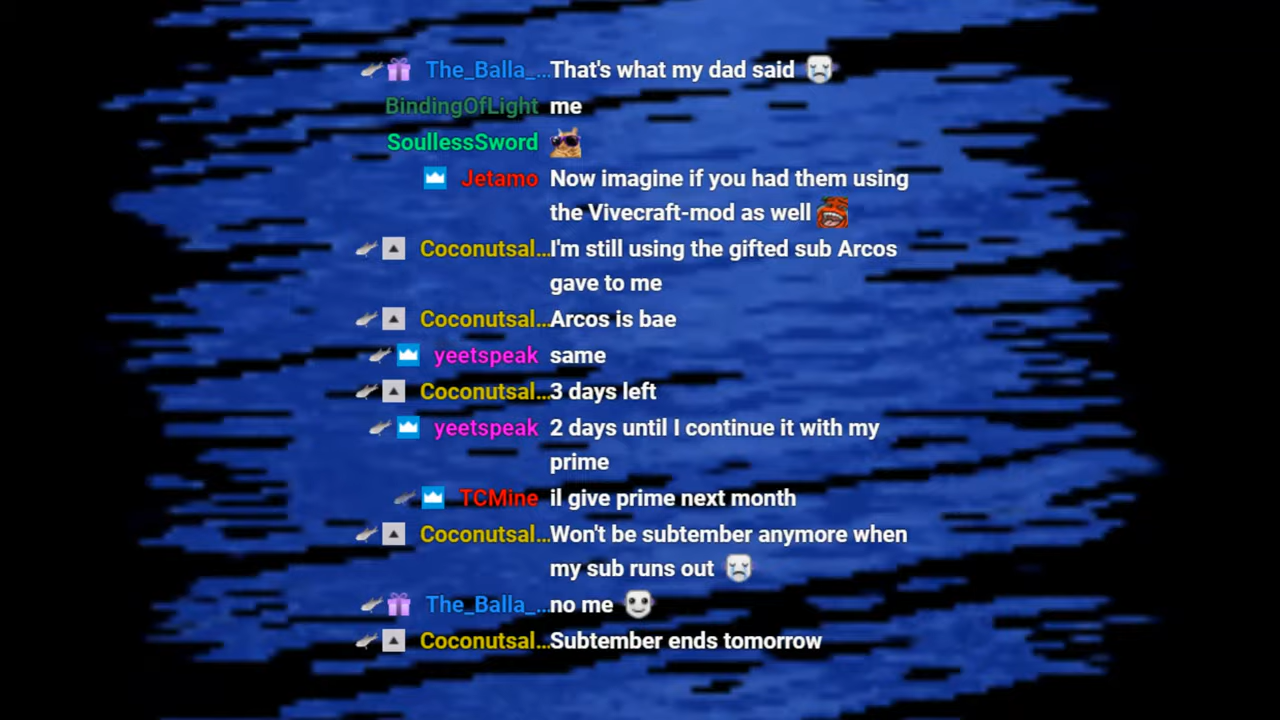 The_Balla_... That's what my dad said
BindingOfLight me
SoullessSword
Jetamo Now imagine if you had them using
the Vivecraft-mod as well
Coconutsal... I'm still using the gifted sub Arcos
gave to me
Coconutsal... Arcos is bae
yeetspeak same
Coconutsal... 3 days left
yeetspeak 2 days until I continue it with my
prime
TCMine il give prime next month
Coconutsal... Won't be subtember anymore when
my sub runs out
The_Balla_... no me
Coconutsal... Subtember ends tomorrow